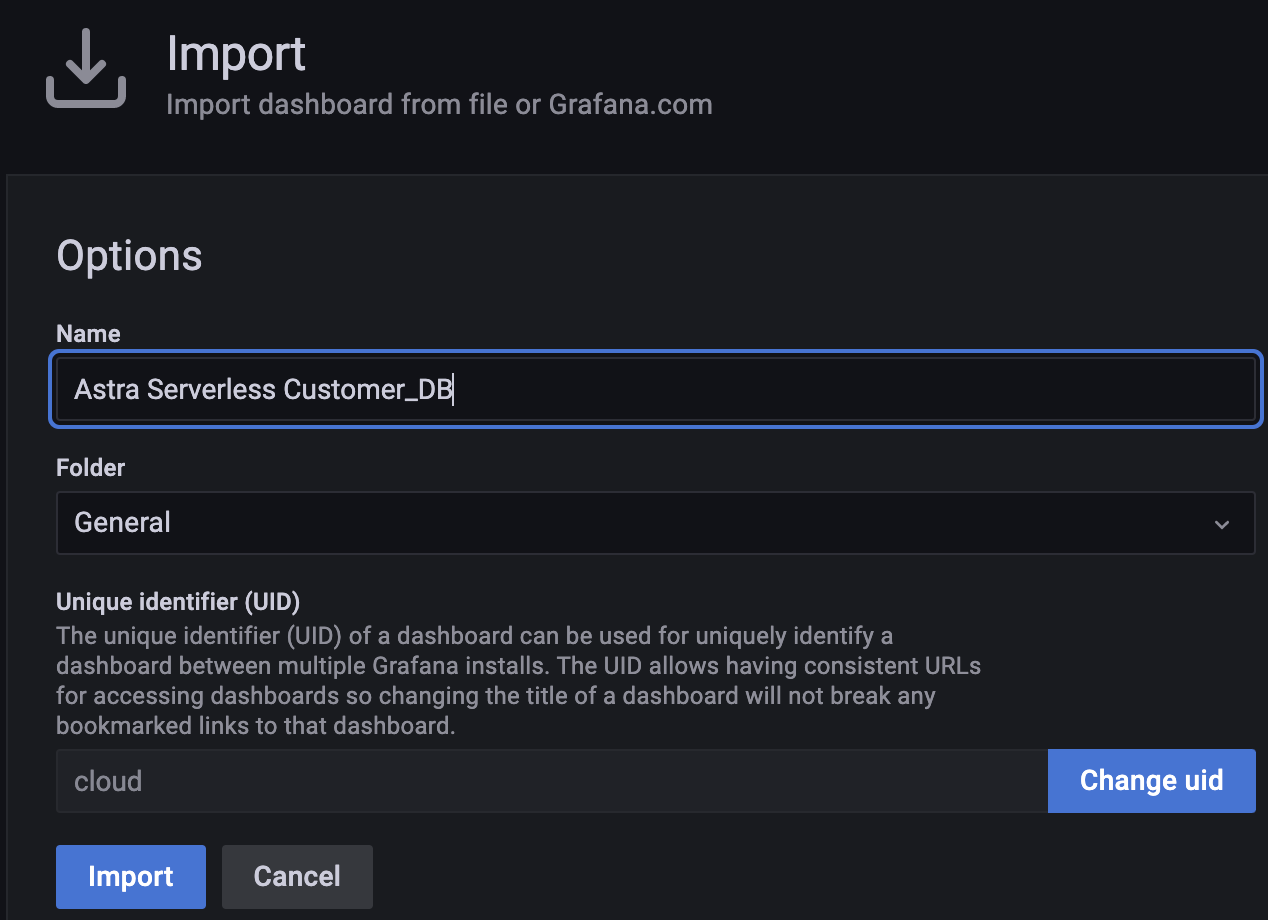 Import
Import dashboard from file or Grafana.com
Options
Name
Astra Serverless Customer_DB
Folder
General
Unique identifier (UID)
The unique identifier (UID) of a dashboard can be used for uniquely identify a
dashboard between multiple Grafana installs. The UID allows having consistent URLs
for accessing dashboards so changing the title of a dashboard will not break any
bookmarked links to that dashboard.
cloud
Change uid
Import
Cancel